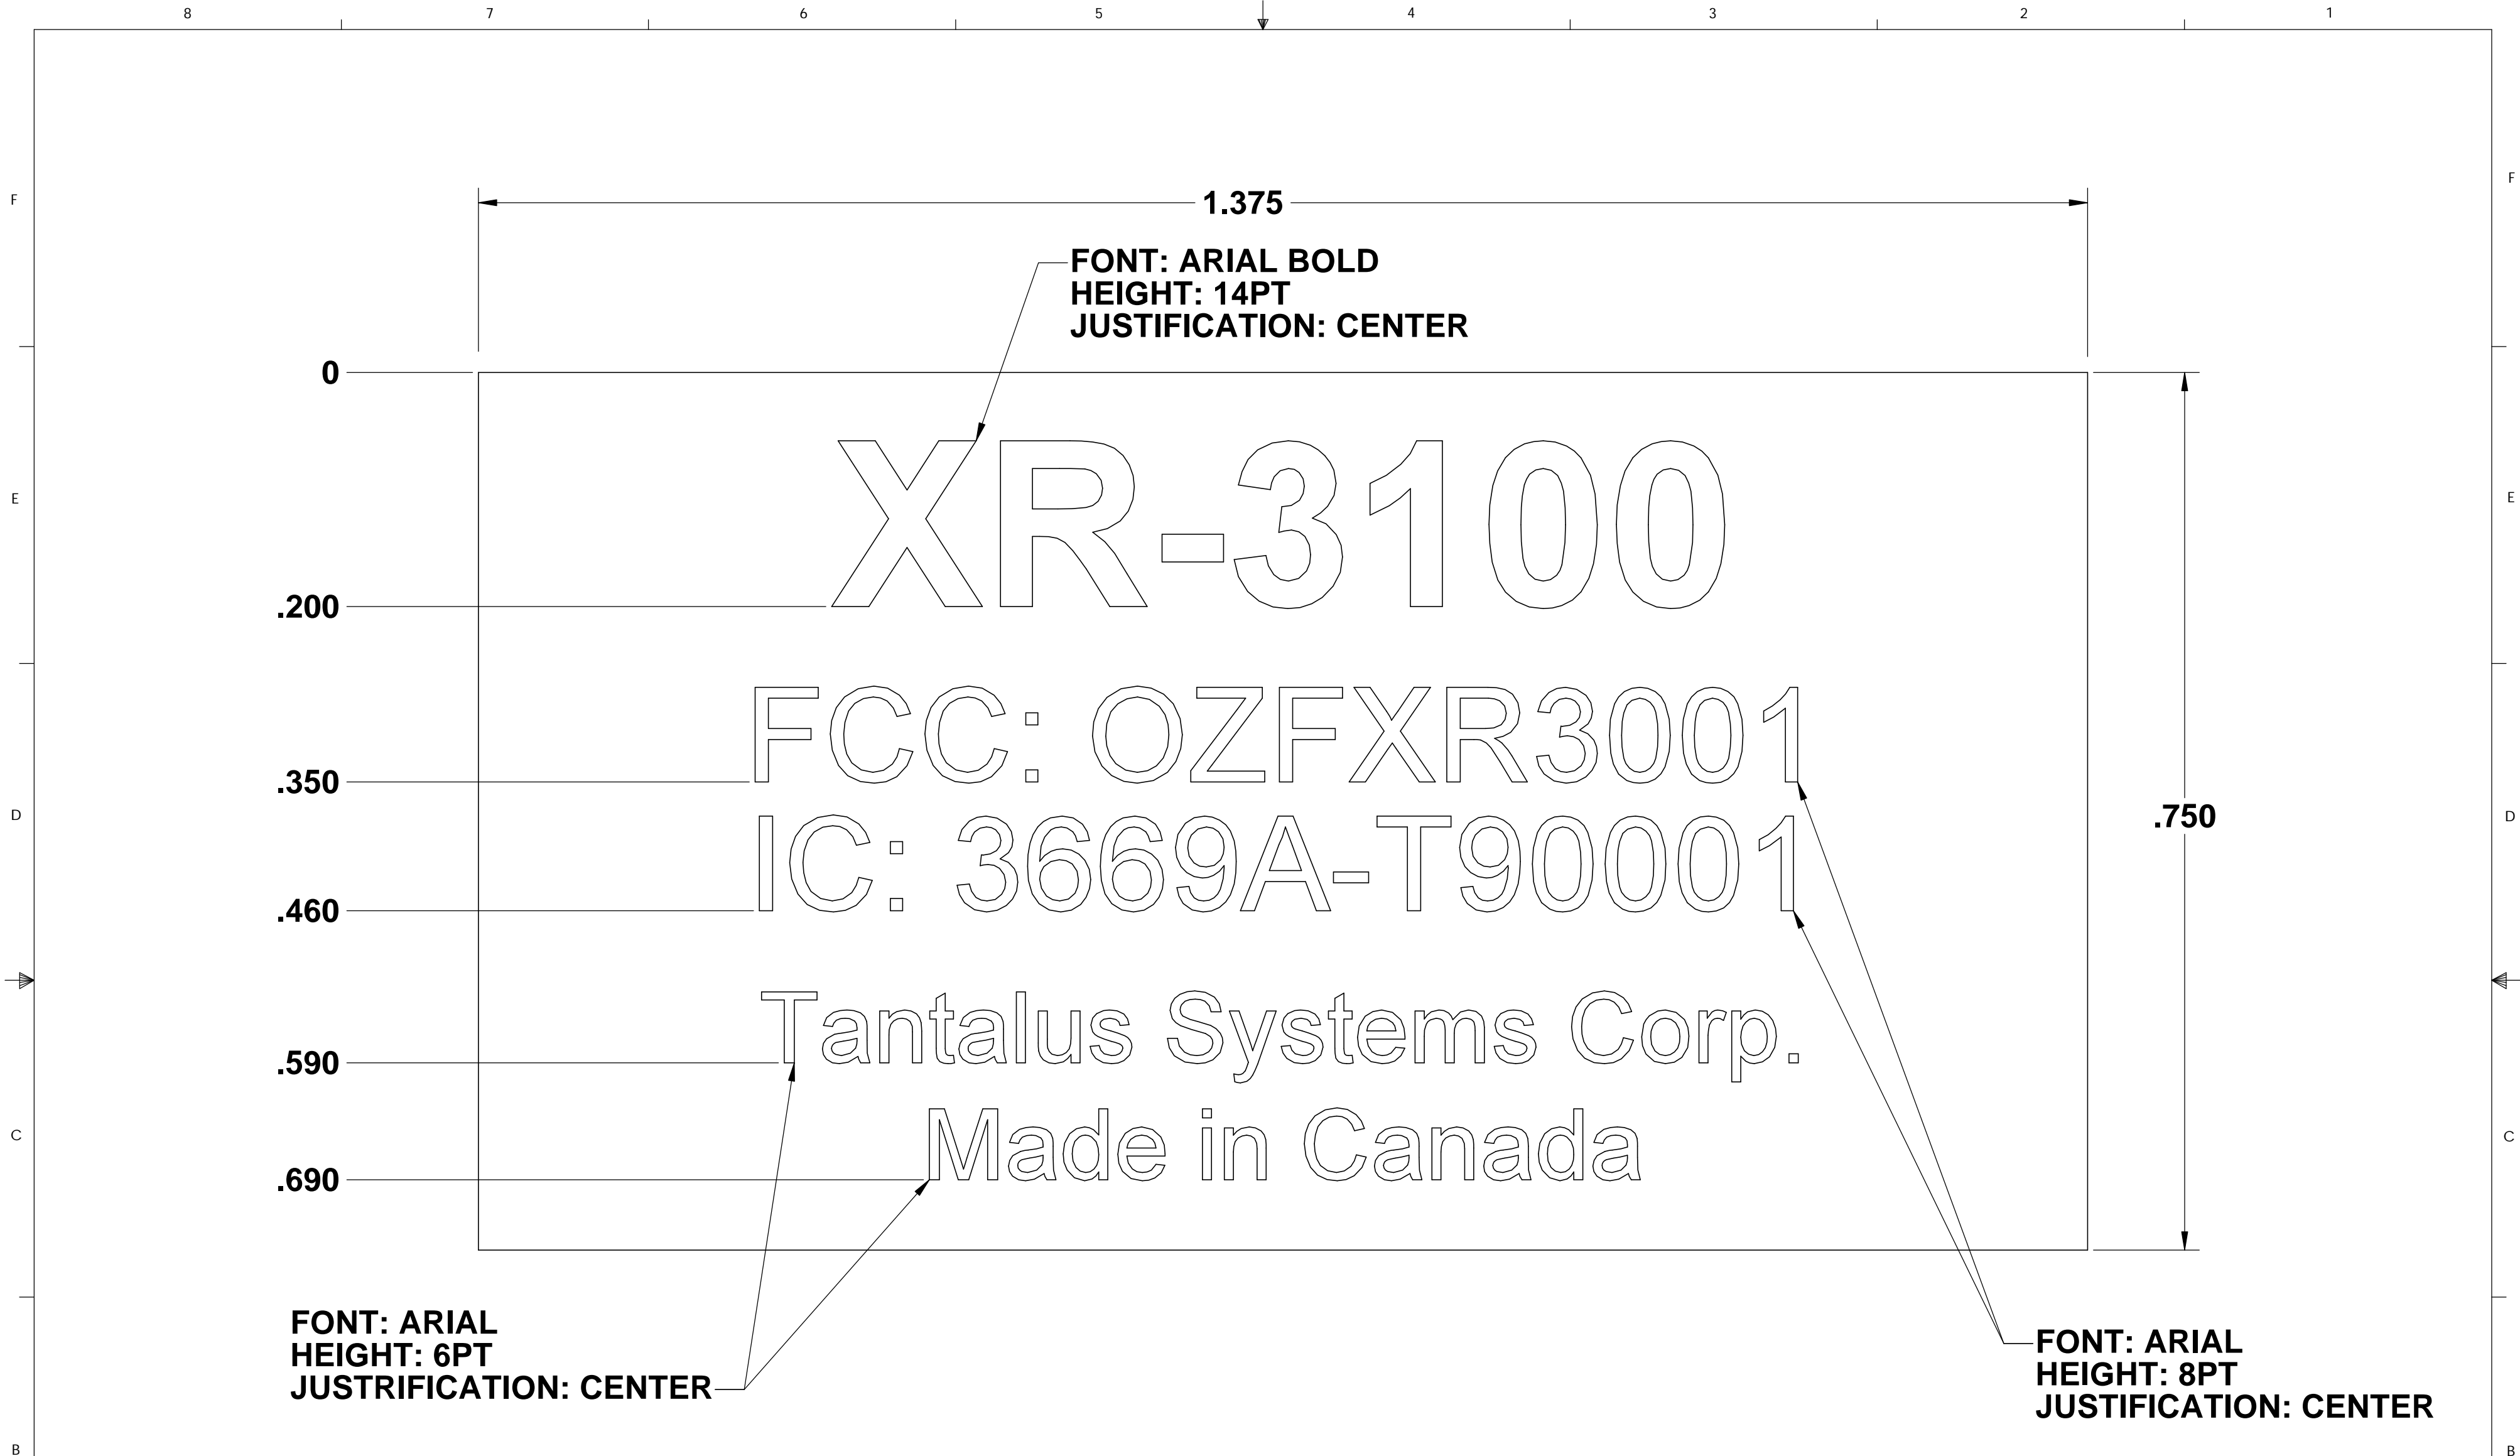 8 7 6 5 4 3 2 1
F F
1.375
FONT: ARIAL BOLD
HEIGHT: 14PT
JUSTIFICATION: CENTER
0
XR-3100
E E
.200
FCC: OZFXR3001
.350
IC: 3669A-T90001
D D
.750
.460
Tantalus Systems Corp.
.590
Made in Canada
C C
.690
FONT: ARIAL
HEIGHT: 6PT
JUSTRIFICATION: CENTER
FONT: ARIAL
HEIGHT: 8PT
JUSTIFICATION: CENTER
B B